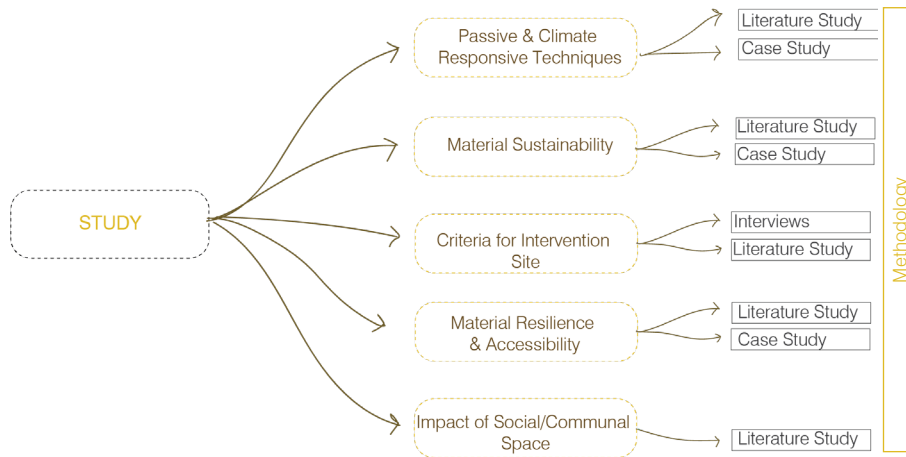 STUDY
Passive & Climate
Responsive Techniques
Literature Study
Case Study
Material Sustainability
Literature Study
Case Study
Criteria for Intervention
Site
Interviews
Literature Study
Material Resilience
& Accessibility
Literature Study
Case Study
Impact of Social/Communal
Space
Literature Study
Methodology